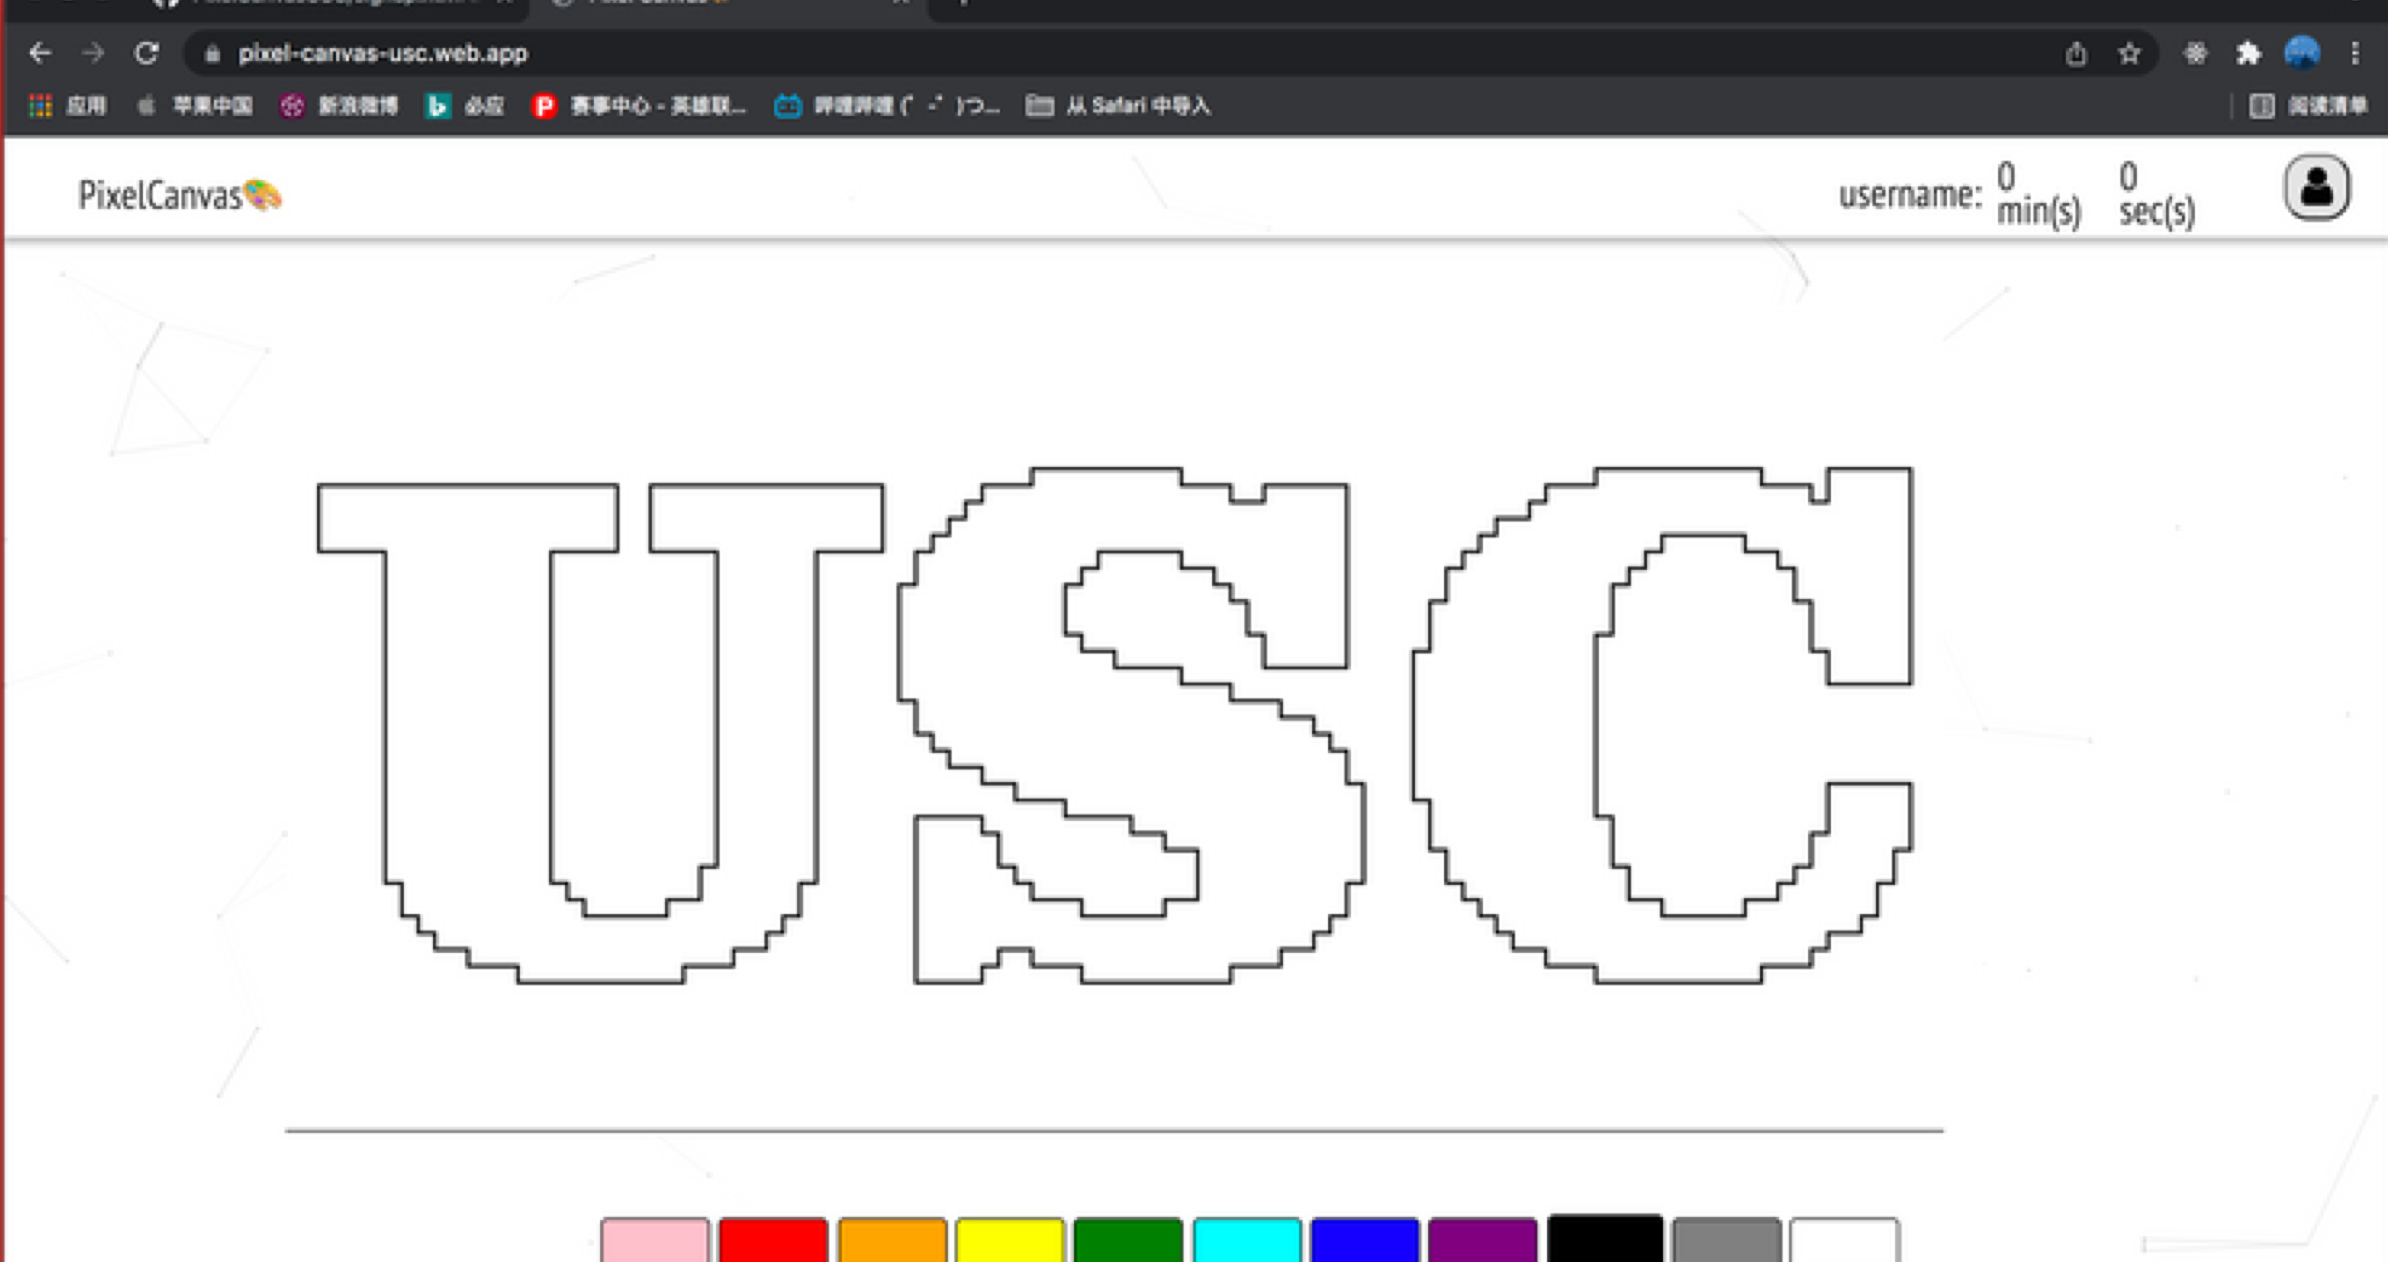 pixel-canvas-usc.web.app
应用 苹果中国 新浪微博 必应 赛事中心 - 英雄联... 哔哩哔哩 (゜-゜)つ... 从 Safari 中导入 阅读清单
PixelCanvas🎨 username: 0 min(s) 0 sec(s)
USC